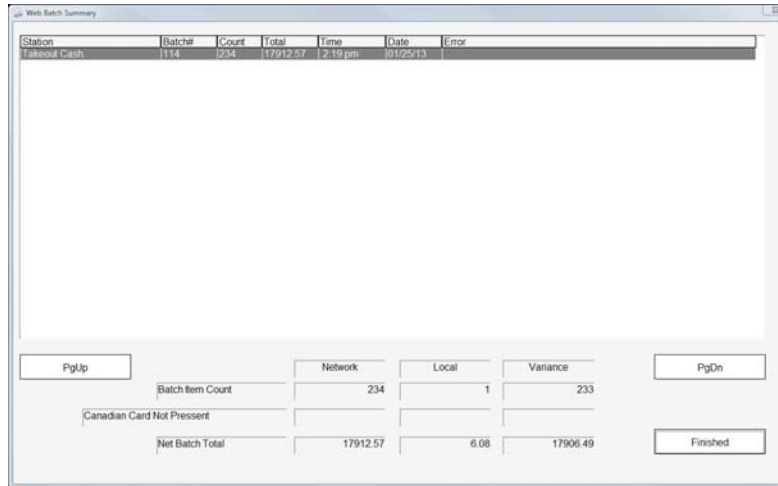 Web Batch Summary
Station Batch# Count Total Time Date Error
Takeout Cash 114 234 17912.57 2:19 pm 01/25/13
PgUp Network Local Variance PgDn
Batch Item Count 234 1 233
Canadian Card Not Pressent
Net Batch Total 17912.57 6.08 17906.49 Finished